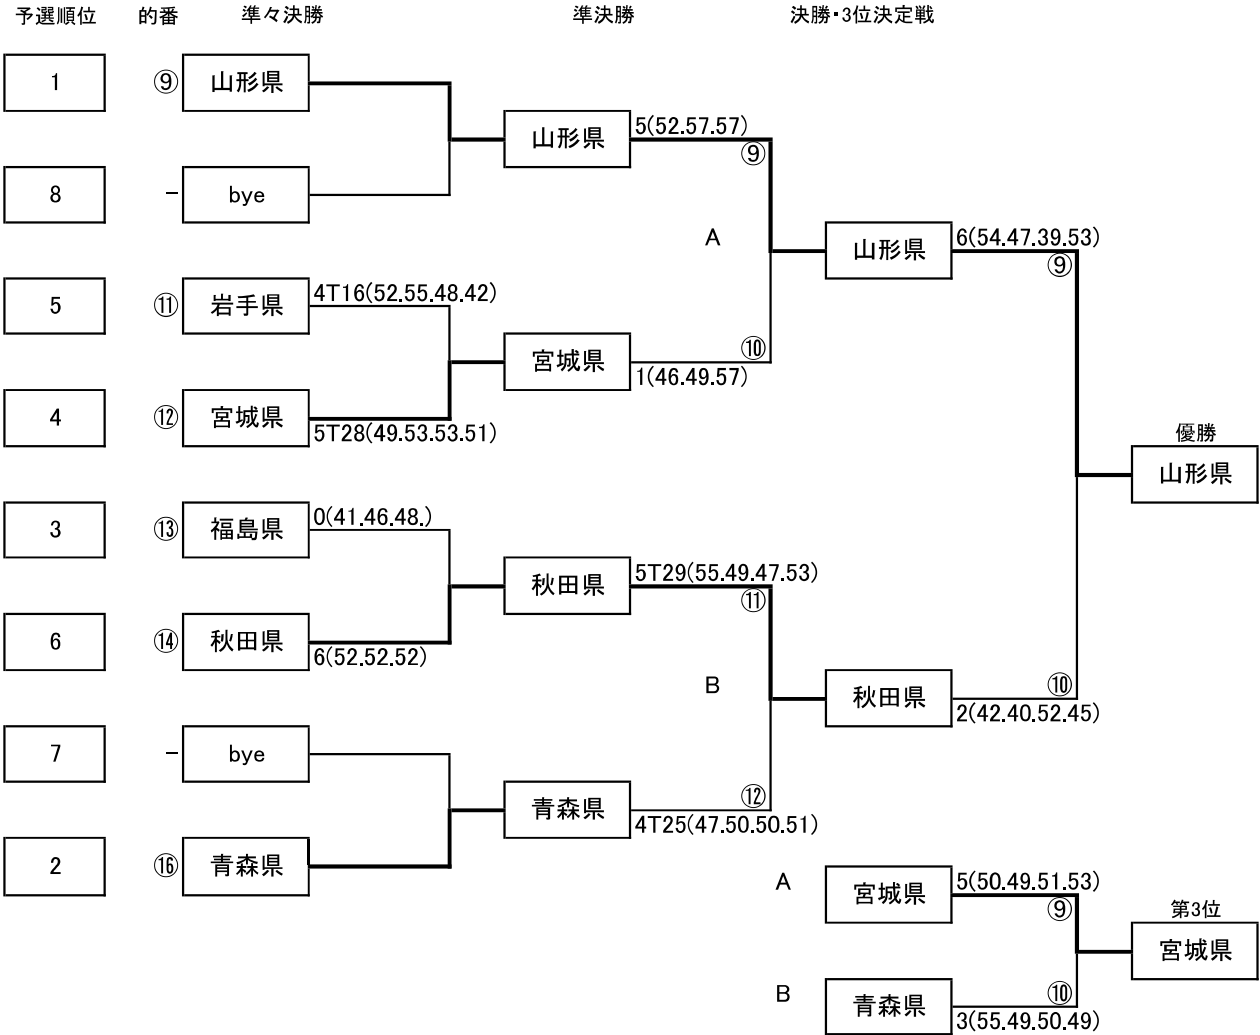 予選順位 的番 準々決勝 準決勝 決勝・3位決定戦
1 ⑨ 山形県
山形県 5(52.57.57)
⑨
8 － bye
A
山形県 6(54.47.39.53)
⑨
5 ⑪ 岩手県 4T16(52.55.48.42)
宮城県 ⑩
1(46.49.57)
4 ⑫ 宮城県
5T28(49.53.53.51)
優勝
山形県
3 ⑬ 福島県 0(41.46.48.)
秋田県 5T29(55.49.47.53)
⑪
6 ⑭ 秋田県
6(52.52.52)
B
秋田県 ⑩
2(42.40.52.45)
7 － bye
青森県 ⑫
4T25(47.50.50.51)
2 ⑯ 青森県
A 宮城県 5(50.49.51.53)
⑨
第3位
宮城県
B 青森県 ⑩
3(55.49.50.49)